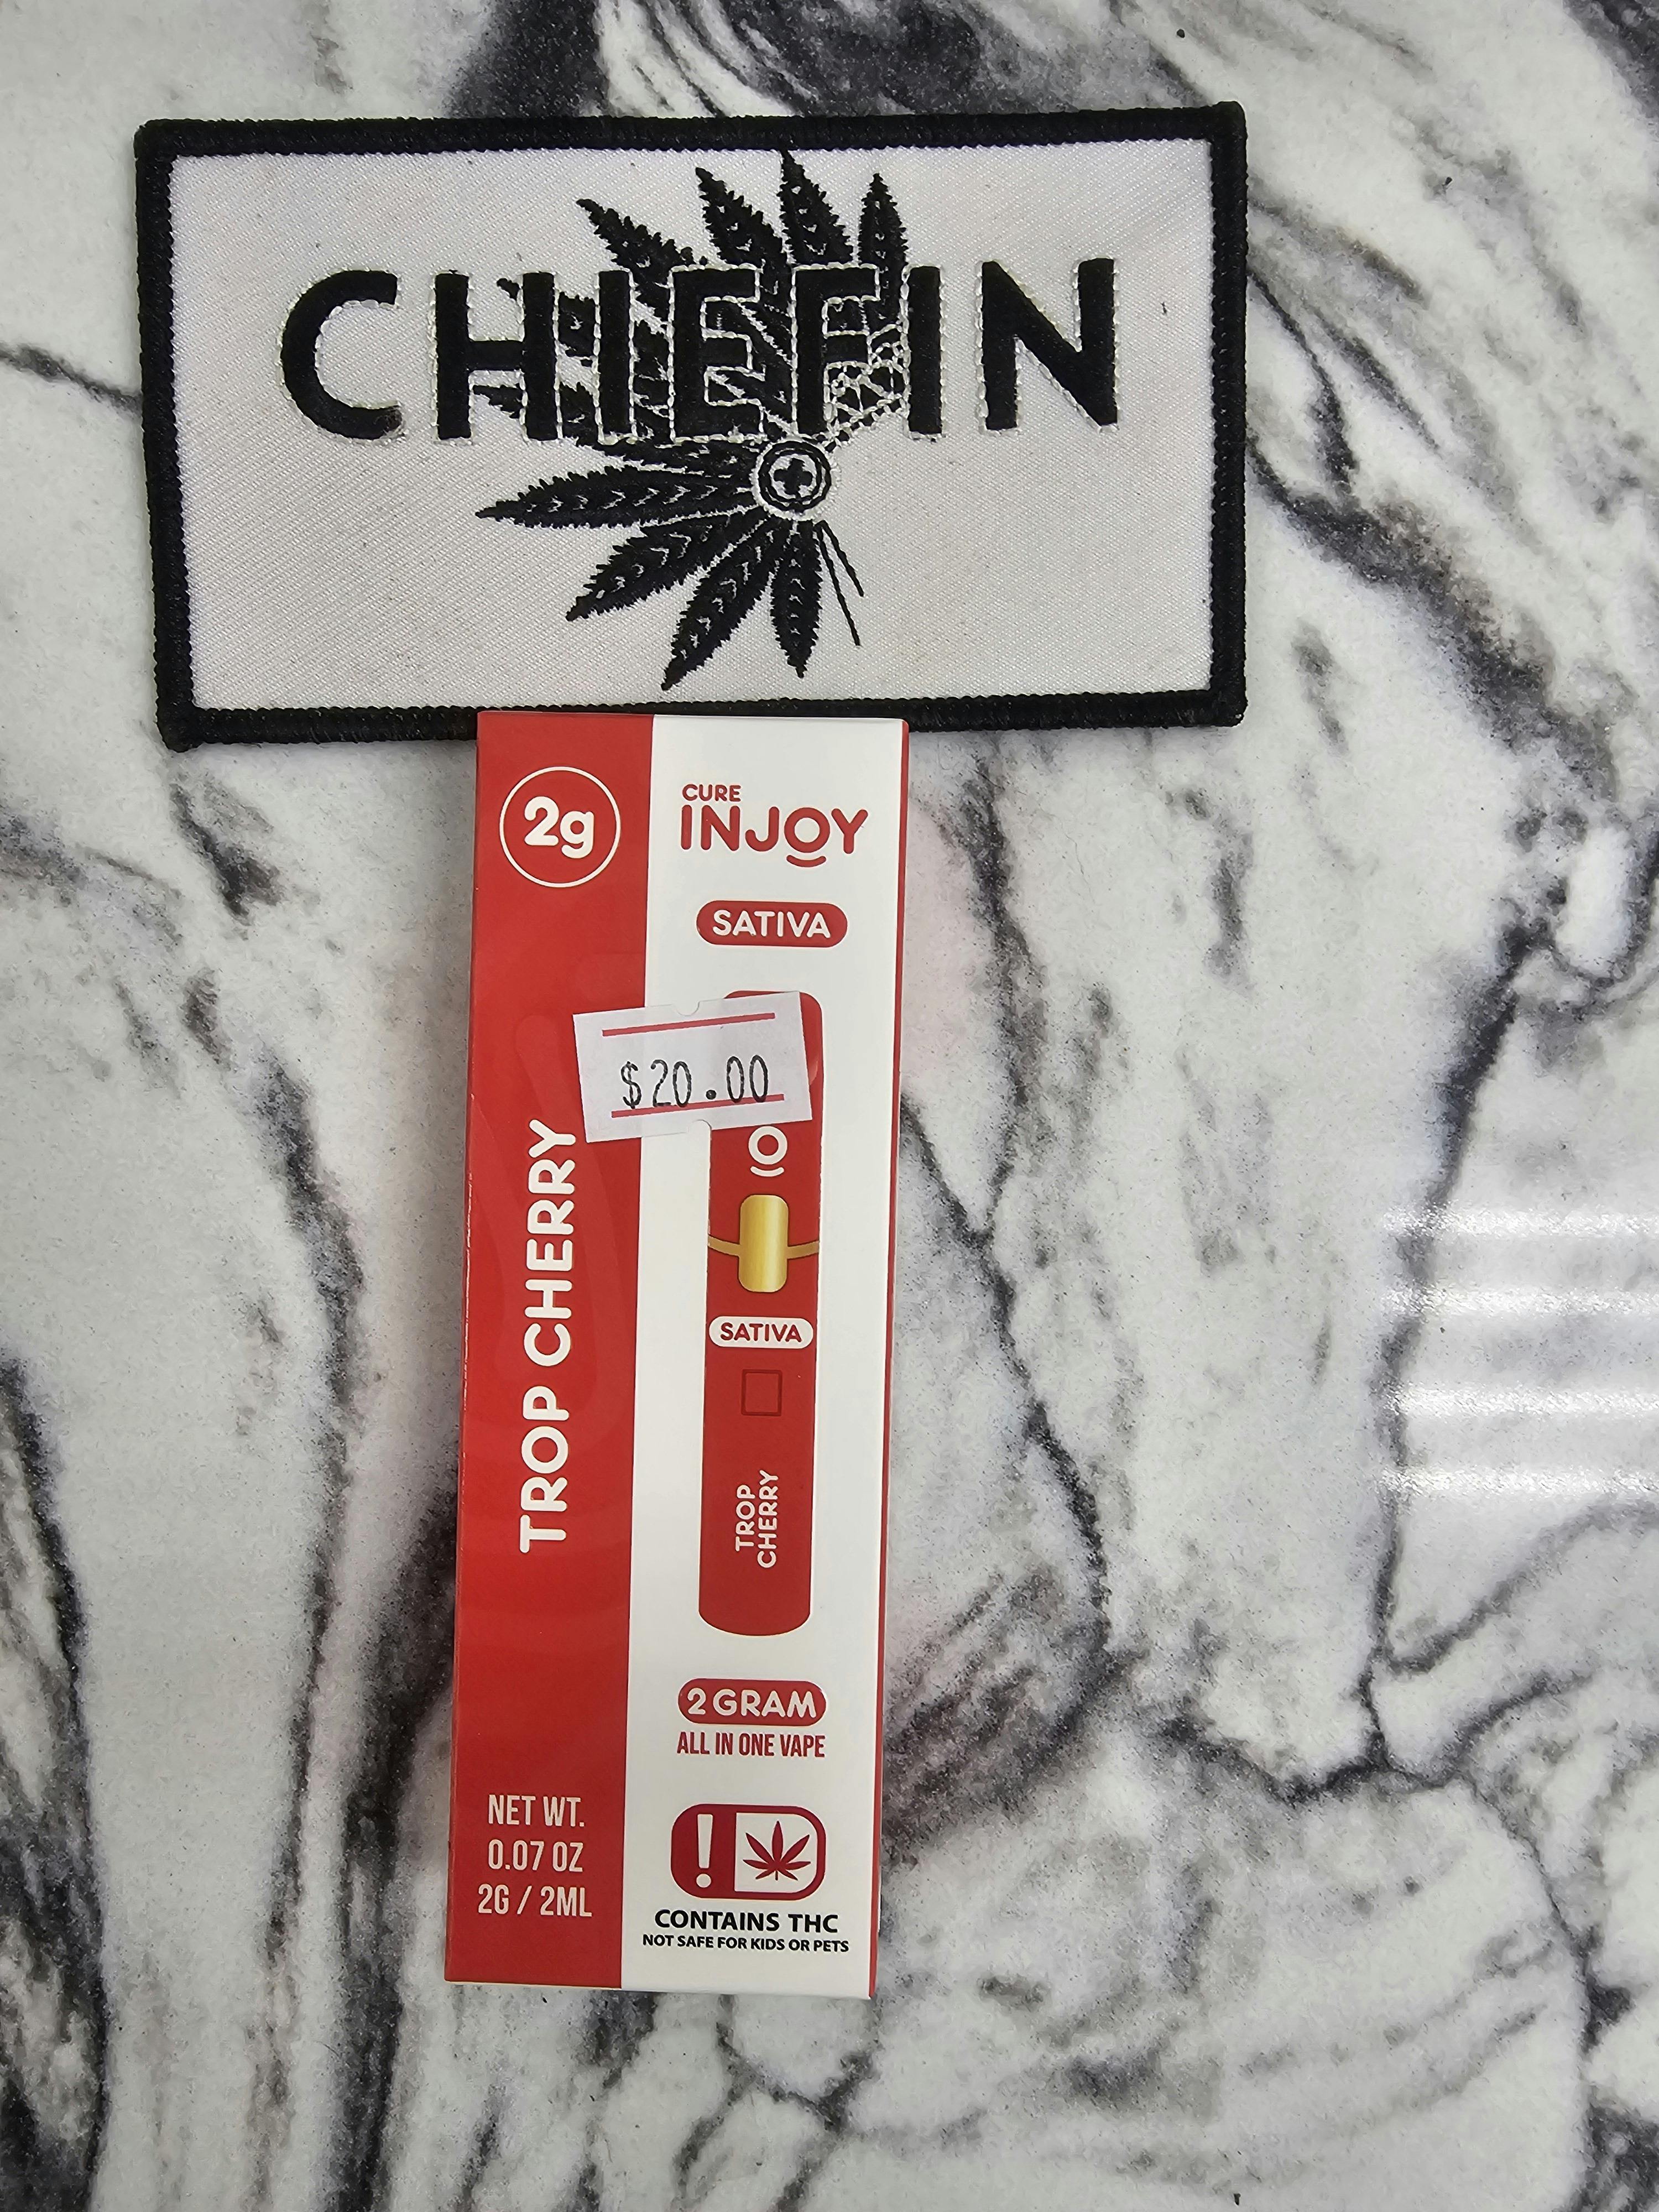 CHIEFIN
2g
CURE
INJOY
SATIVA
$20.00
TROP CHERRY
SATIVA
TROP
CHERRY
2 GRAM
ALL IN ONE VAPE
NET WT.
0.07 OZ
2G / 2ML
!
CONTAINS THC
NOT SAFE FOR KIDS OR PETS